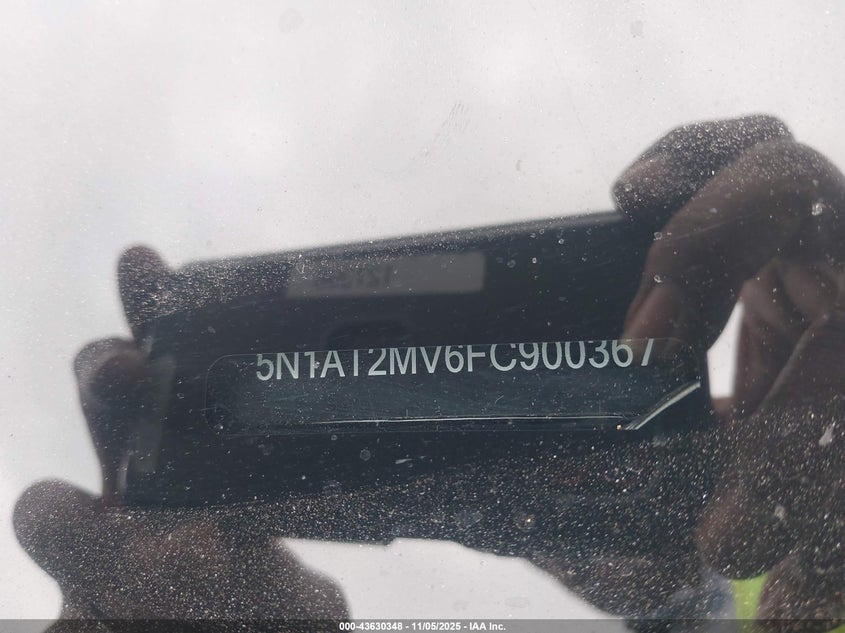 5N1AT2MV6FC900367
000-43630348 - 11/05/2025 - IAA Inc.